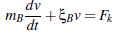 m_B dv/dt + ξ_B v = F_k